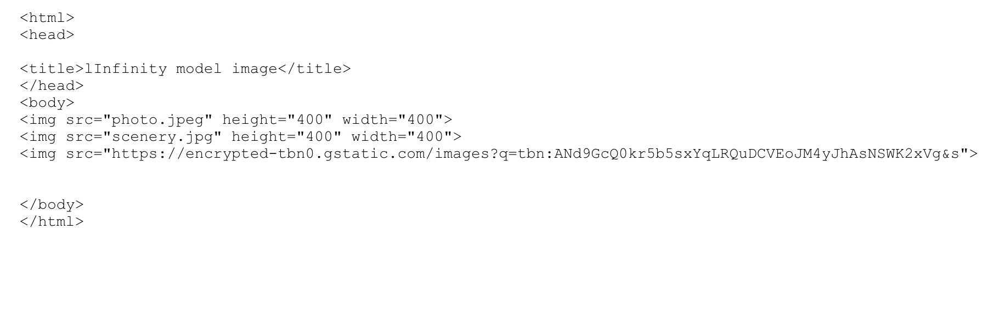 <html>
<head>
<title>lInfinity model image</title>
</head>
<body>
<img src="photo.jpeg" height="400" width="400">
<img src="scenery.jpg" height="400" width="400">
<img src="https://encrypted-tbn0.gstatic.com/images?q=tbn:ANd9GcQ0kr5b5sxYqLRQuDCVEoJM4yJhAsNSWK2xVg&s">
</body>
</html>